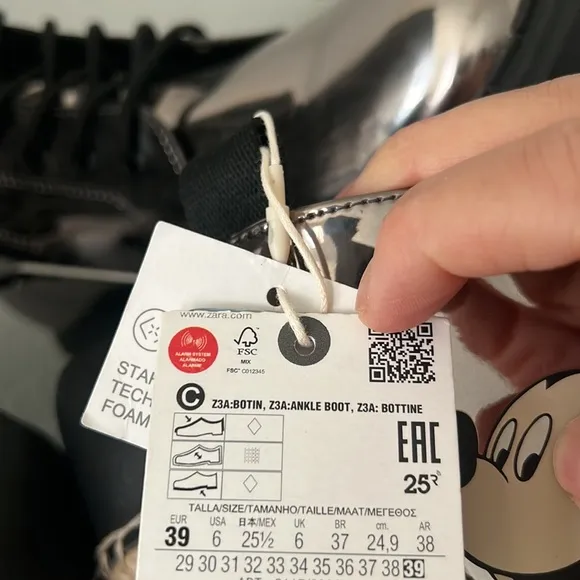 www.zara.com
ALARM SYSTEM
ALARMADO
ALARME
FSC
MIX
FSC™ C012345
STAR
TECH
FOAM
C Z3A:BOTIN, Z3A:ANKLE BOOT, Z3A: BOTTINE
EAC
25
TALLA/SIZE/TAMANHO/TAILLE/MAAT/ΜΕΓΕΘΟΣ
EUR USA 日本/MEX UK BR cm. AR
39 6 25½ 6 37 24,9 38
29 30 31 32 33 34 35 36 37 38 39